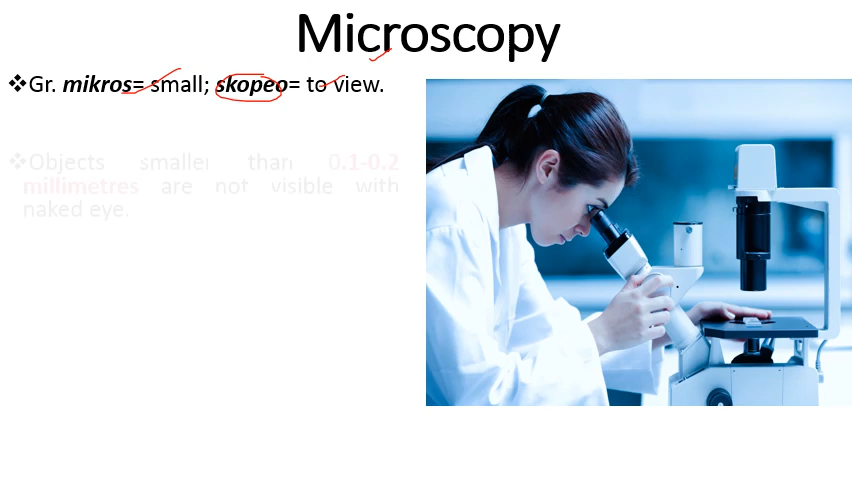 Microscopy
❖Gr. mikros= small; skopeo= to view.
❖Objects smaller than 0.1-0.2
millimetres are not visible with
naked eye.